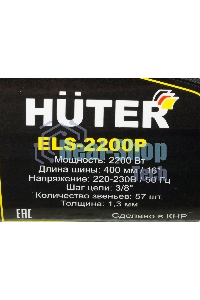 HÜTER
ELS-2200P
Мощность: 2200 Вт
Длина шины: 400 мм / 16"
Напряжение: 220-230В / 50 Гц
Шаг цепи: 3/8"
Количество звеньев: 57 шт.
Толщина: 1,3 мм
EAC
Сделано в КНР